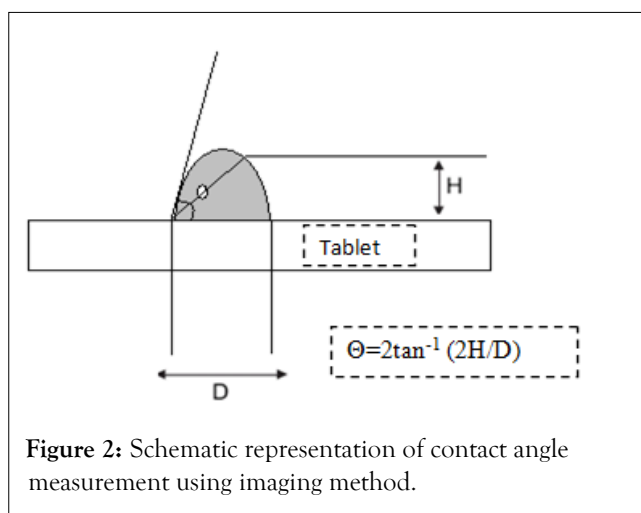 Θ
H
Tablet
Θ=2tan⁻¹ (2H/D)
D
Figure 2: Schematic representation of contact angle
measurement using imaging method.